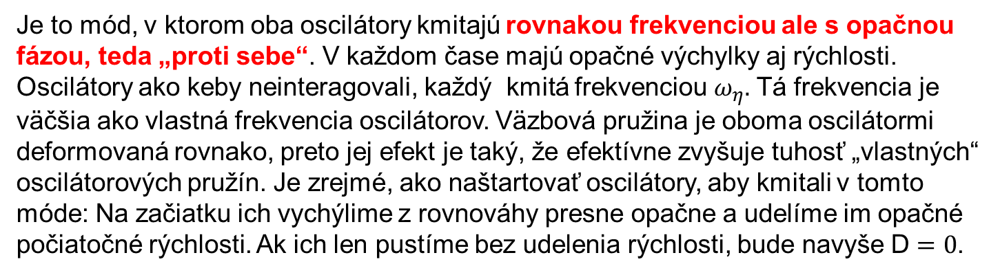 Je to mód, v ktorom oba oscilátory kmitajú rovnakou frekvenciou ale s opačnou
fázou, teda „proti sebe“. V každom čase majú opačné výchylky aj rýchlosti.
Oscilátory ako keby neinteragovali, každý  kmitá frekvenciou ω_η. Tá frekvencia je
väčšia ako vlastná frekvencia oscilátorov. Väzbová pružina je oboma oscilátormi
deformovaná rovnako, preto jej efekt je taký, že efektívne zvyšuje tuhosť „vlastných“
oscilátorových pružín. Je zrejmé, ako naštartovať oscilátory, aby kmitali v tomto
móde: Na začiatku ich vychýlime z rovnováhy presne opačne a udelíme im opačné
počiatočné rýchlosti. Ak ich len pustíme bez udelenia rýchlosti, bude navyše D = 0.